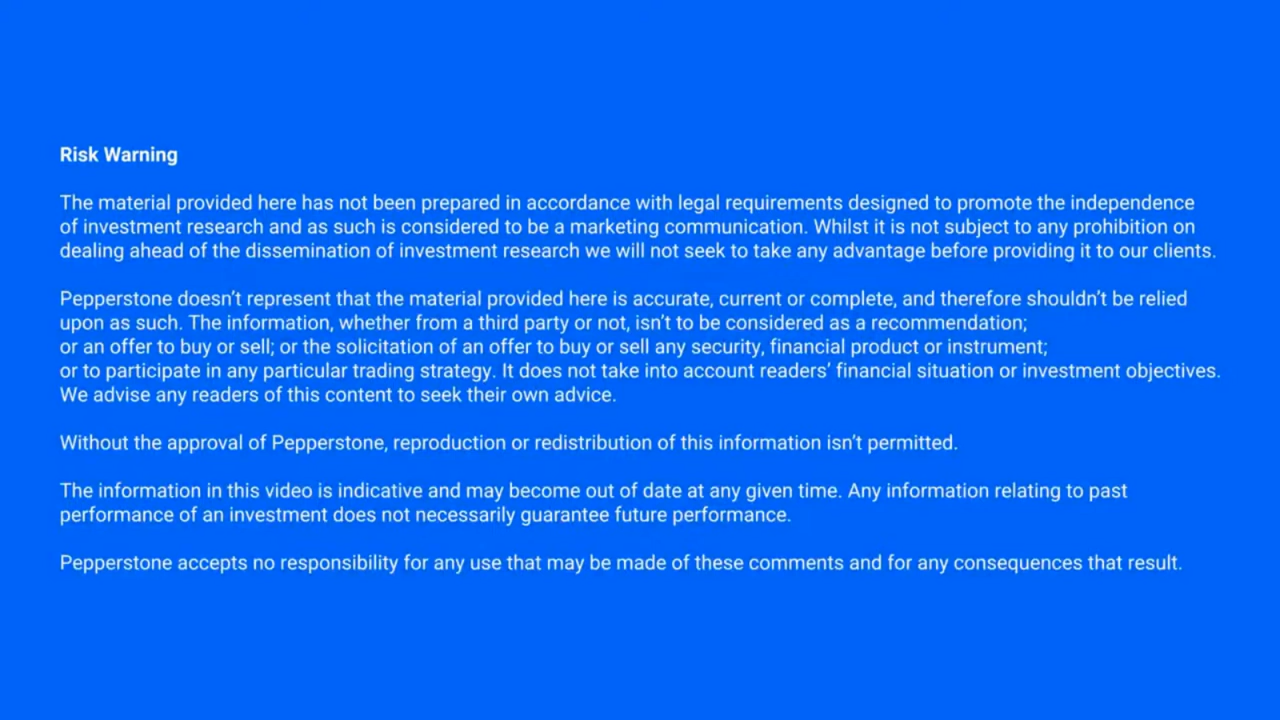 Risk Warning
The material provided here has not been prepared in accordance with legal requirements designed to promote the independence
of investment research and as such is considered to be a marketing communication. Whilst it is not subject to any prohibition on
dealing ahead of the dissemination of investment research we will not seek to take any advantage before providing it to our clients.
Pepperstone doesn’t represent that the material provided here is accurate, current or complete, and therefore shouldn’t be relied
upon as such. The information, whether from a third party or not, isn’t to be considered as a recommendation;
or an offer to buy or sell; or the solicitation of an offer to buy or sell any security, financial product or instrument;
or to participate in any particular trading strategy. It does not take into account readers’ financial situation or investment objectives.
We advise any readers of this content to seek their own advice.
Without the approval of Pepperstone, reproduction or redistribution of this information isn’t permitted.
The information in this video is indicative and may become out of date at any given time. Any information relating to past
performance of an investment does not necessarily guarantee future performance.
Pepperstone accepts no responsibility for any use that may be made of these comments and for any consequences that result.